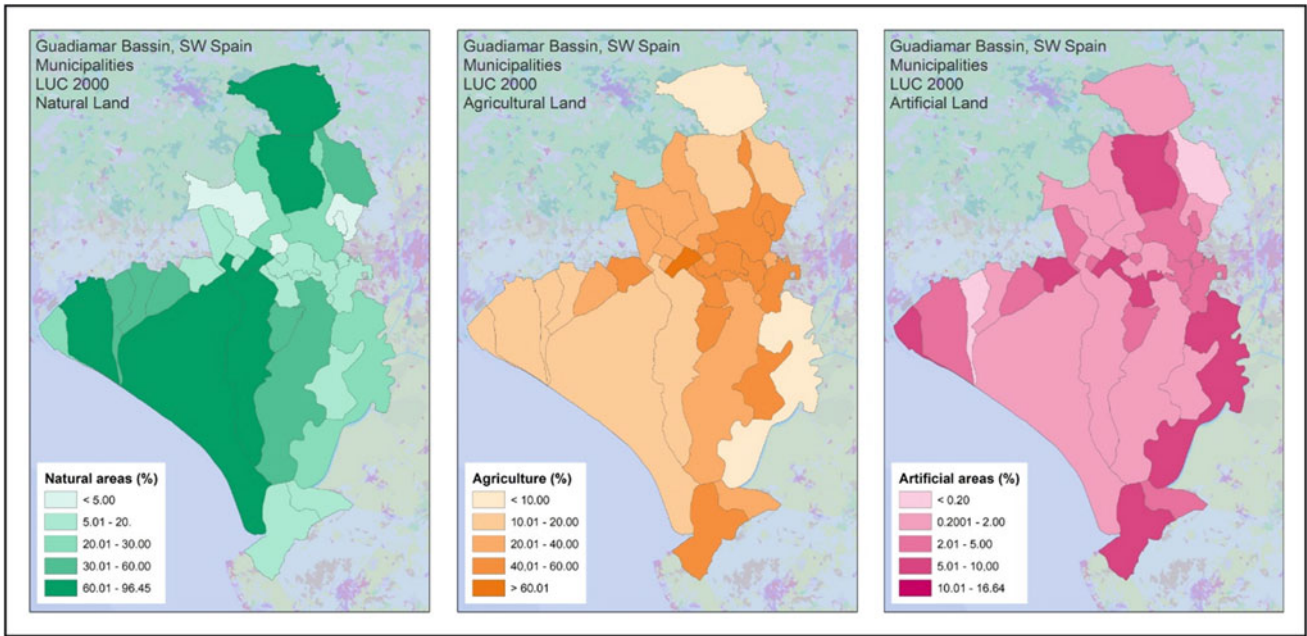 Guadiamar Bassin, SW Spain
Municipalities
LUC 2000
Natural Land
Natural areas (%)
< 5.00
5.01 - 20.
20.01 - 30.00
30.01 - 60.00
60.01 - 96.45
Guadiamar Bassin, SW Spain
Municipalities
LUC 2000
Agricultural Land
Agriculture (%)
< 10.00
10.01 - 20.00
20.01 - 40.00
40.01 - 60.00
> 60.01
Guadiamar Bassin, SW Spain
Municipalities
LUC 2000
Artificial Land
Artificial areas (%)
< 0.20
0.2001 - 2.00
2.01 - 5.00
5.01 - 10.00
10.01 - 16.64